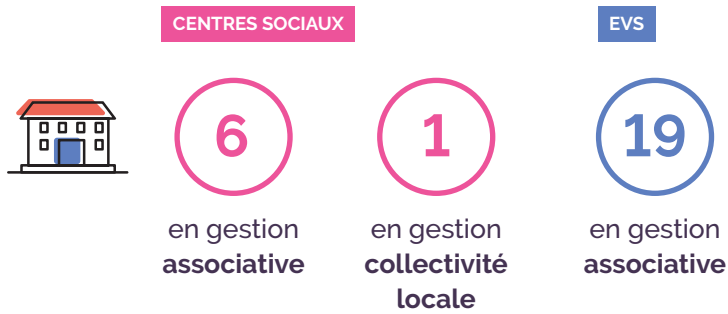 CENTRES SOCIAUX
EVS
6
1
19
en gestion
associative
en gestion
collectivité
locale
en gestion
associative